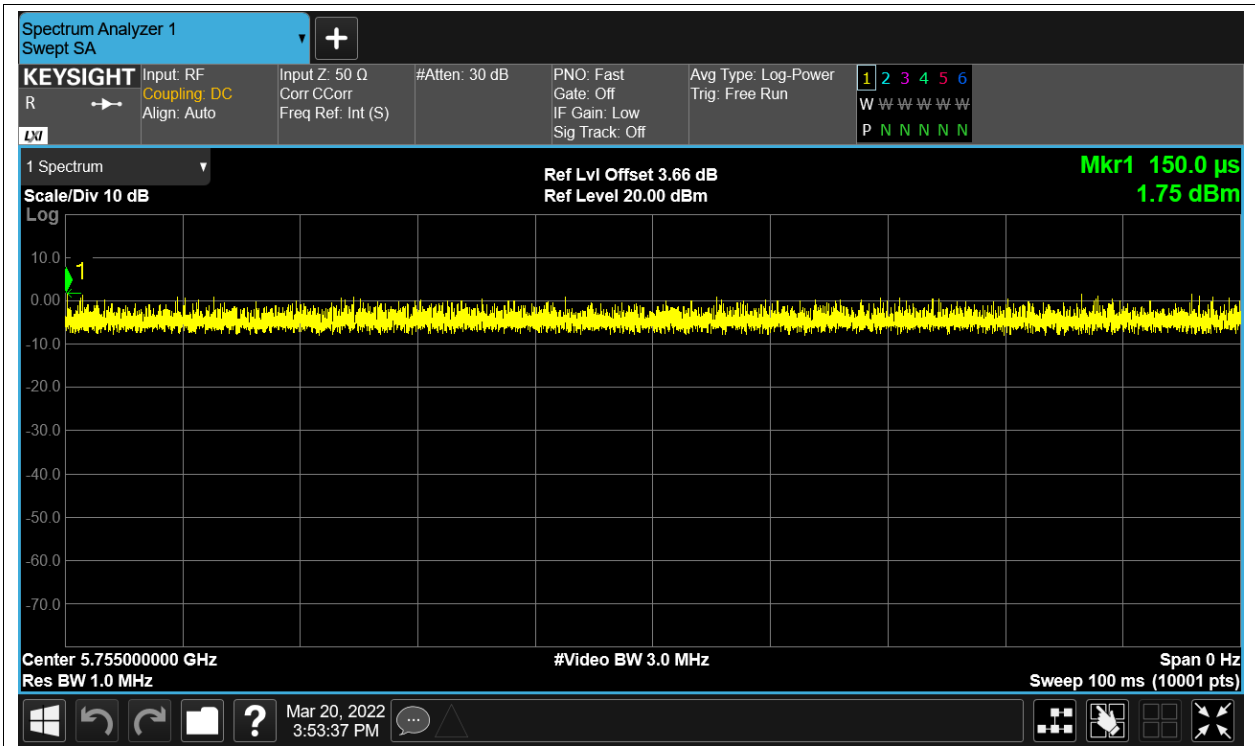 Spectrum Analyzer 1
Swept SA
+
KEYSIGHT
R
LXI
Input: RF
Coupling: DC
Align: Auto
Input Z: 50 Ω
Corr CCorr
Freq Ref: Int (S)
#Atten: 30 dB
PNO: Fast
Gate: Off
IF Gain: Low
Sig Track: Off
Avg Type: Log-Power
Trig: Free Run
1 2 3 4 5 6
W W W W W W
P N N N N N
1 Spectrum
Scale/Div 10 dB
Ref Lvl Offset 3.66 dB
Ref Level 20.00 dBm
Mkr1 150.0 µs
1.75 dBm
Log
10.0
1
0.00
-10.0
-20.0
-30.0
-40.0
-50.0
-60.0
-70.0
Center 5.755000000 GHz
#Video BW 3.0 MHz
Span 0 Hz
Res BW 1.0 MHz
Sweep 100 ms (10001 pts)
?
Mar 20, 2022
3:53:37 PM